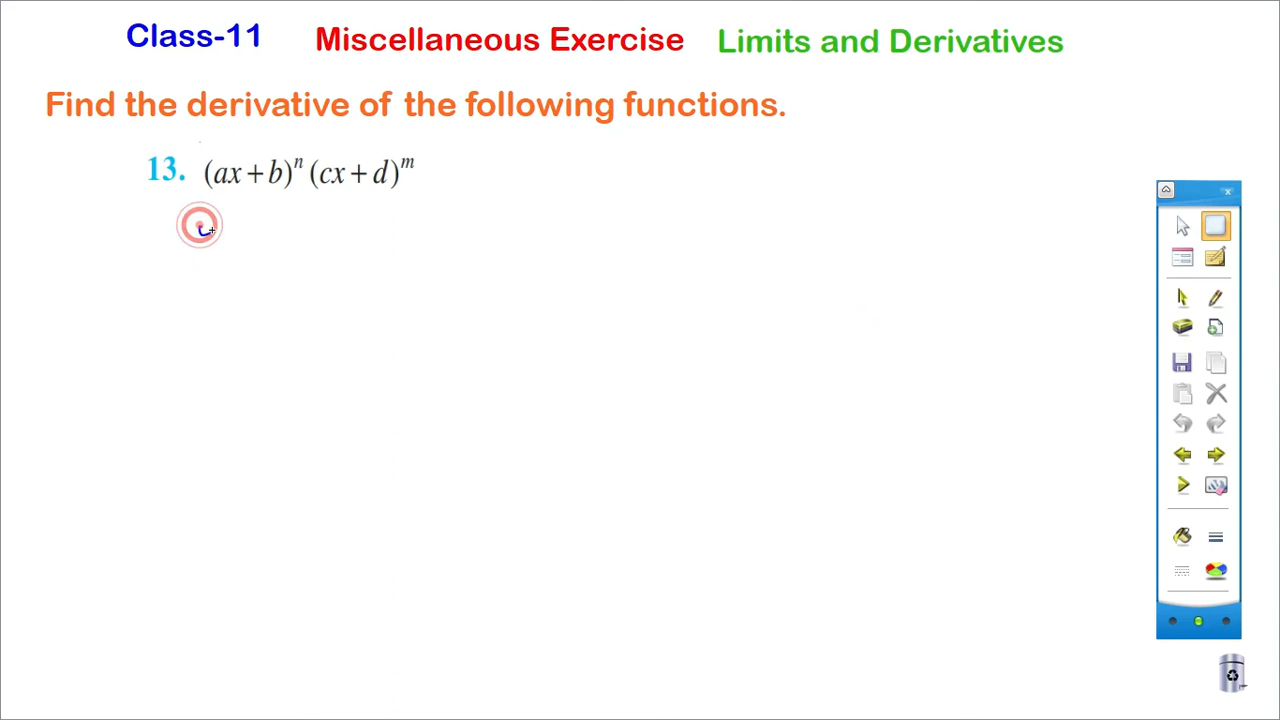 Class-11 Miscellaneous Exercise Limits and Derivatives
Find the derivative of the following functions.
13. (ax + b)ⁿ (cx + d)ᵐ